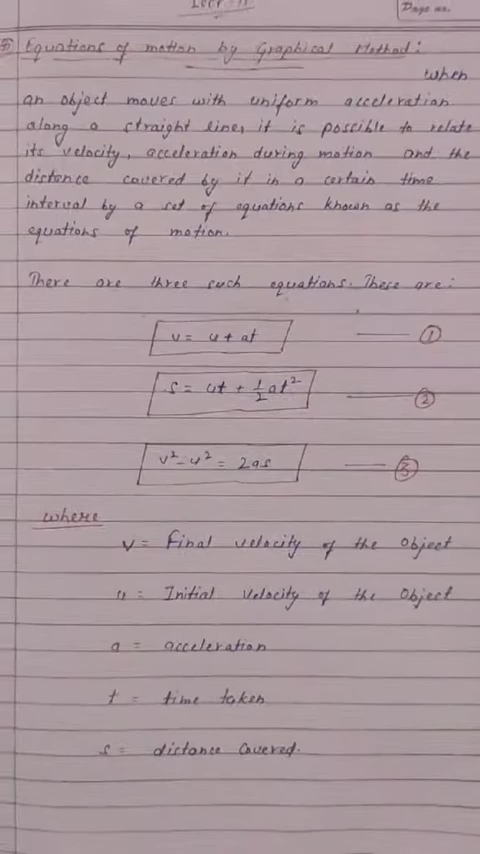 Page no.
Equations of motion by Graphical Method:
when
an object moves with uniform acceleration
along a straight line, it is possible to relate
its velocity, acceleration during motion and the
distance covered by it in a certain time
interval by a set of equations known as the
equations of motion.
There are three such equations. These are:
v = u + at ①
s = ut + 1/2 at² ②
v² - u² = 2as ③
where
v = Final velocity of the Object
u = Initial velocity of the Object
a = acceleration
t = time taken
s = distance Covered.